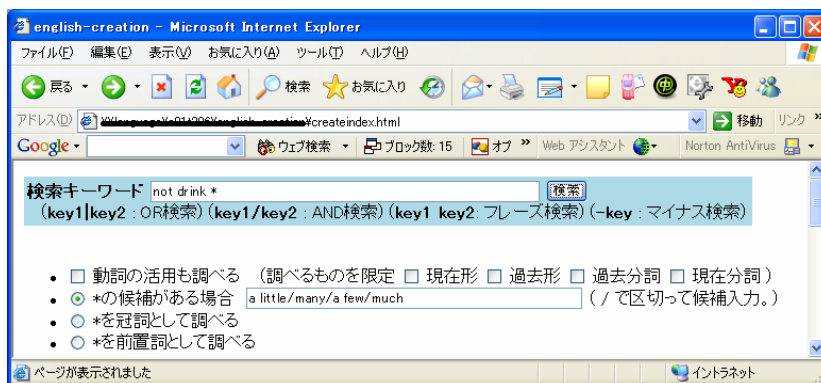 english-creation - Microsoft Internet Explorer
ファイル(F) 編集(E) 表示(V) お気に入り(A) ツール(T) ヘルプ(H)
戻る 検索 お気に入り
アドレス(D) ¥createindex.html 移動 リンク »
Google ウェブ検索 ブロック数: 15 オフ » Web アシスタント Norton AntiVirus
検索キーワード not drink * 検索
(key1|key2 : OR検索) (key1/key2 : AND検索) (key1 key2: フレーズ検索) (-key : マイナス検索)
• 動詞の活用も調べる (調べるものを限定 現在形 過去形 過去分詞 現在分詞 )
• *の候補がある場合 a little/many/a few/much ( / で区切って候補入力。)
• *を冠詞として調べる
• *を前置詞として調べる
ページが表示されました イントラネット